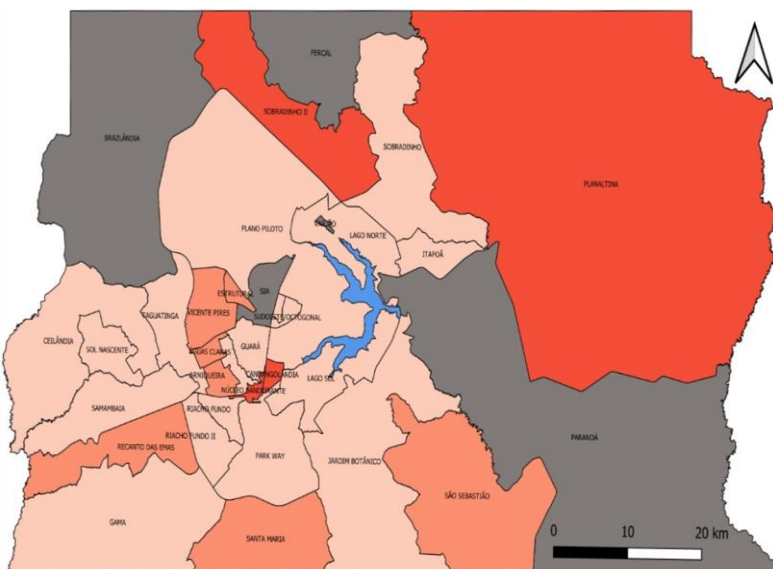 FERCAL
SOBRADINHO II
BRAZLÂNDIA
SOBRADINHO
PLANALTINA
PLANO PILOTO
LAGO NORTE
ITAPOÃ
ESTRUTURAL
SIA
VICENTE PIRES
TAGUATINGA
SUDOESTE/OCTOGONAL
CEILÂNDIA
SOL NASCENTE
GUARÁ
ÁGUAS CLARAS
ARNIQUEIRA
CANDANGOLÂNDIA
LAGO SUL
NÚCLEO BANDEIRANTE
SAMAMBAIA
RIACHO FUNDO
RIACHO FUNDO II
PARANOÁ
RECANTO DAS EMAS
PARK WAY
JARDIM BOTÂNICO
SÃO SEBASTIÃO
GAMA
SANTA MARIA
0 10 20 km